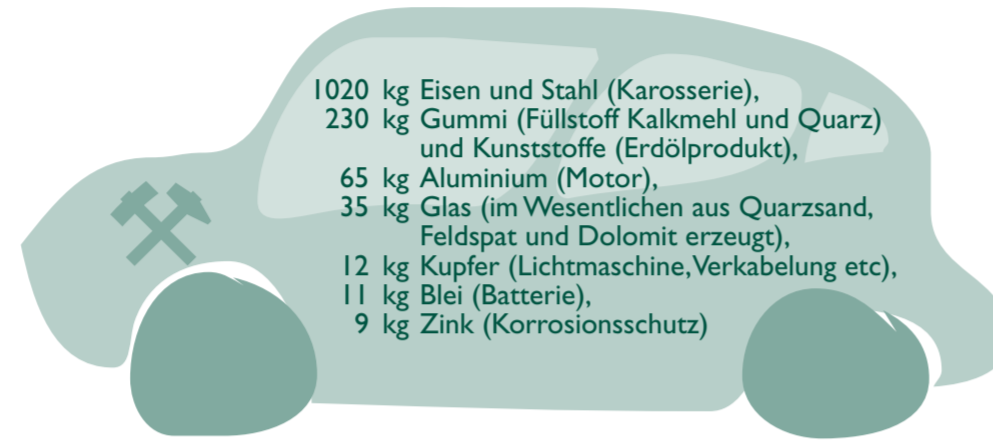 1020 kg Eisen und Stahl (Karosserie),
230 kg Gummi (Füllstoff Kalkmehl und Quarz)
und Kunststoffe (Erdölprodukt),
65 kg Aluminium (Motor),
35 kg Glas (im Wesentlichen aus Quarzsand,
Feldspat und Dolomit erzeugt),
12 kg Kupfer (Lichtmaschine, Verkabelung etc),
11 kg Blei (Batterie),
9 kg Zink (Korrosionsschutz)